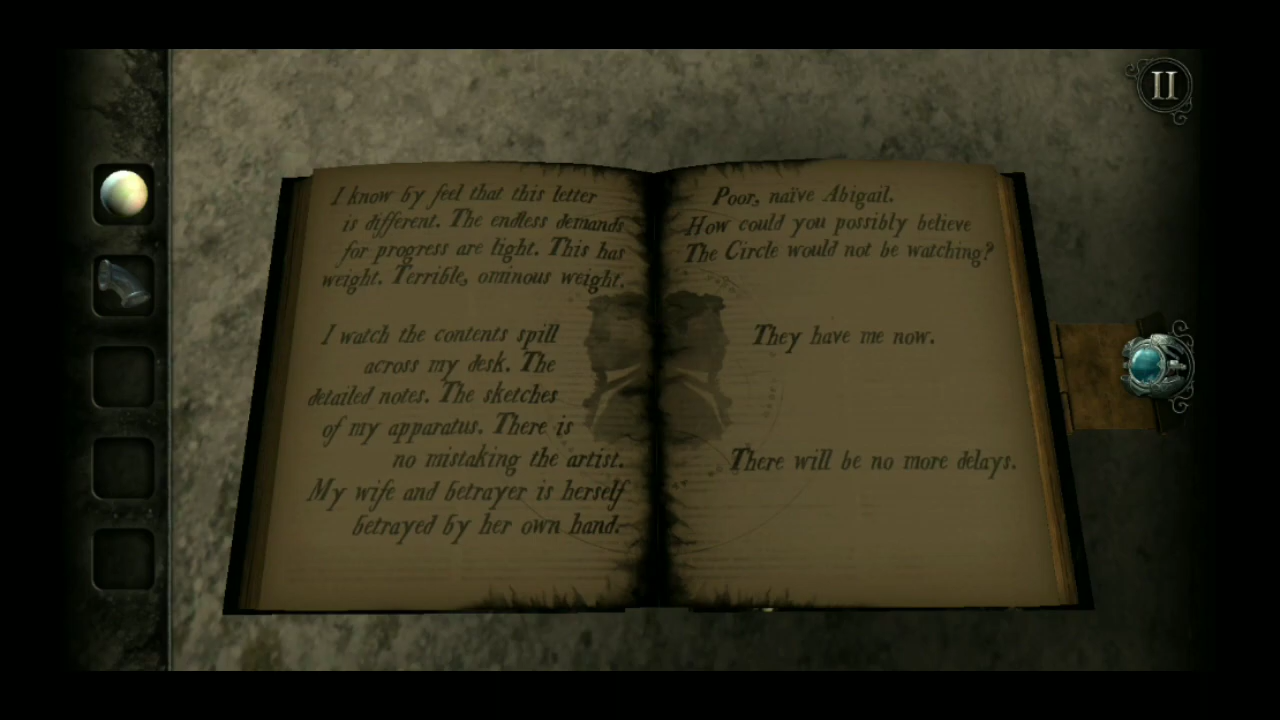 I know by feel that this letter
is different. The endless demands
for progress are light. This has
weight. Terrible, ominous weight.
I watch the contents spill
across my desk. The
detailed notes. The sketches
of my apparatus. There is
no mistaking the artist.
My wife and betrayer is herself
betrayed by her own hand.
Poor, naïve Abigail.
How could you possibly believe
The Circle would not be watching?
They have me now.
There will be no more delays.
II